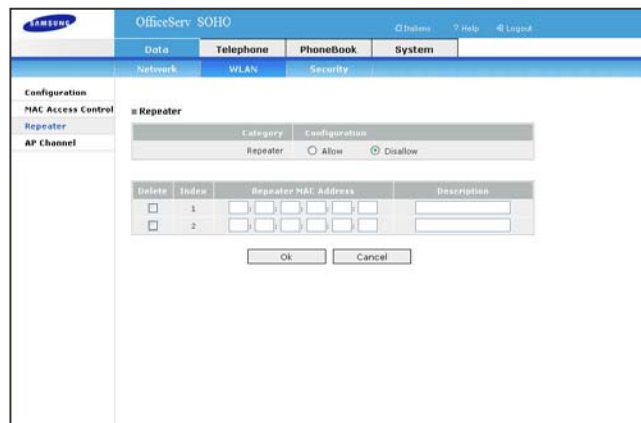 SAMSUNG
OfficeServ SOHO
Italiano ? Help Logout
Data Telephone PhoneBook System
Network WLAN Security
Configuration
MAC Access Control
Repeater
AP Channel
Repeater
Category Configuration
Repeater Allow Disallow
Delete Index Repeater MAC Address Description
1 : : : : :
2 : : : : :
Ok Cancel